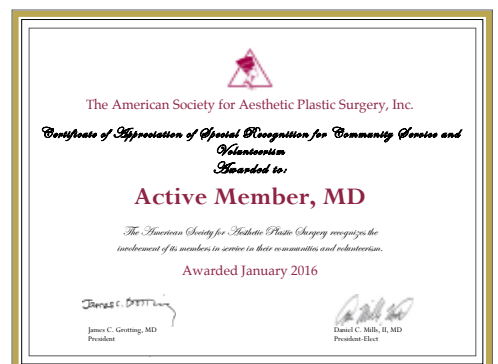 The American Society for Aesthetic Plastic Surgery, Inc.
Certificate of Appreciation of Special Recognition for Community Service and
Volunteerism
Awarded to:
Active Member, MD
The American Society for Aesthetic Plastic Surgery recognizes the
involvement of its members in service in their communities and volunteerism.
Awarded January 2016
James C. Grotting
James C. Grotting, MD
President
Daniel C. Mills, II, MD
President-Elect